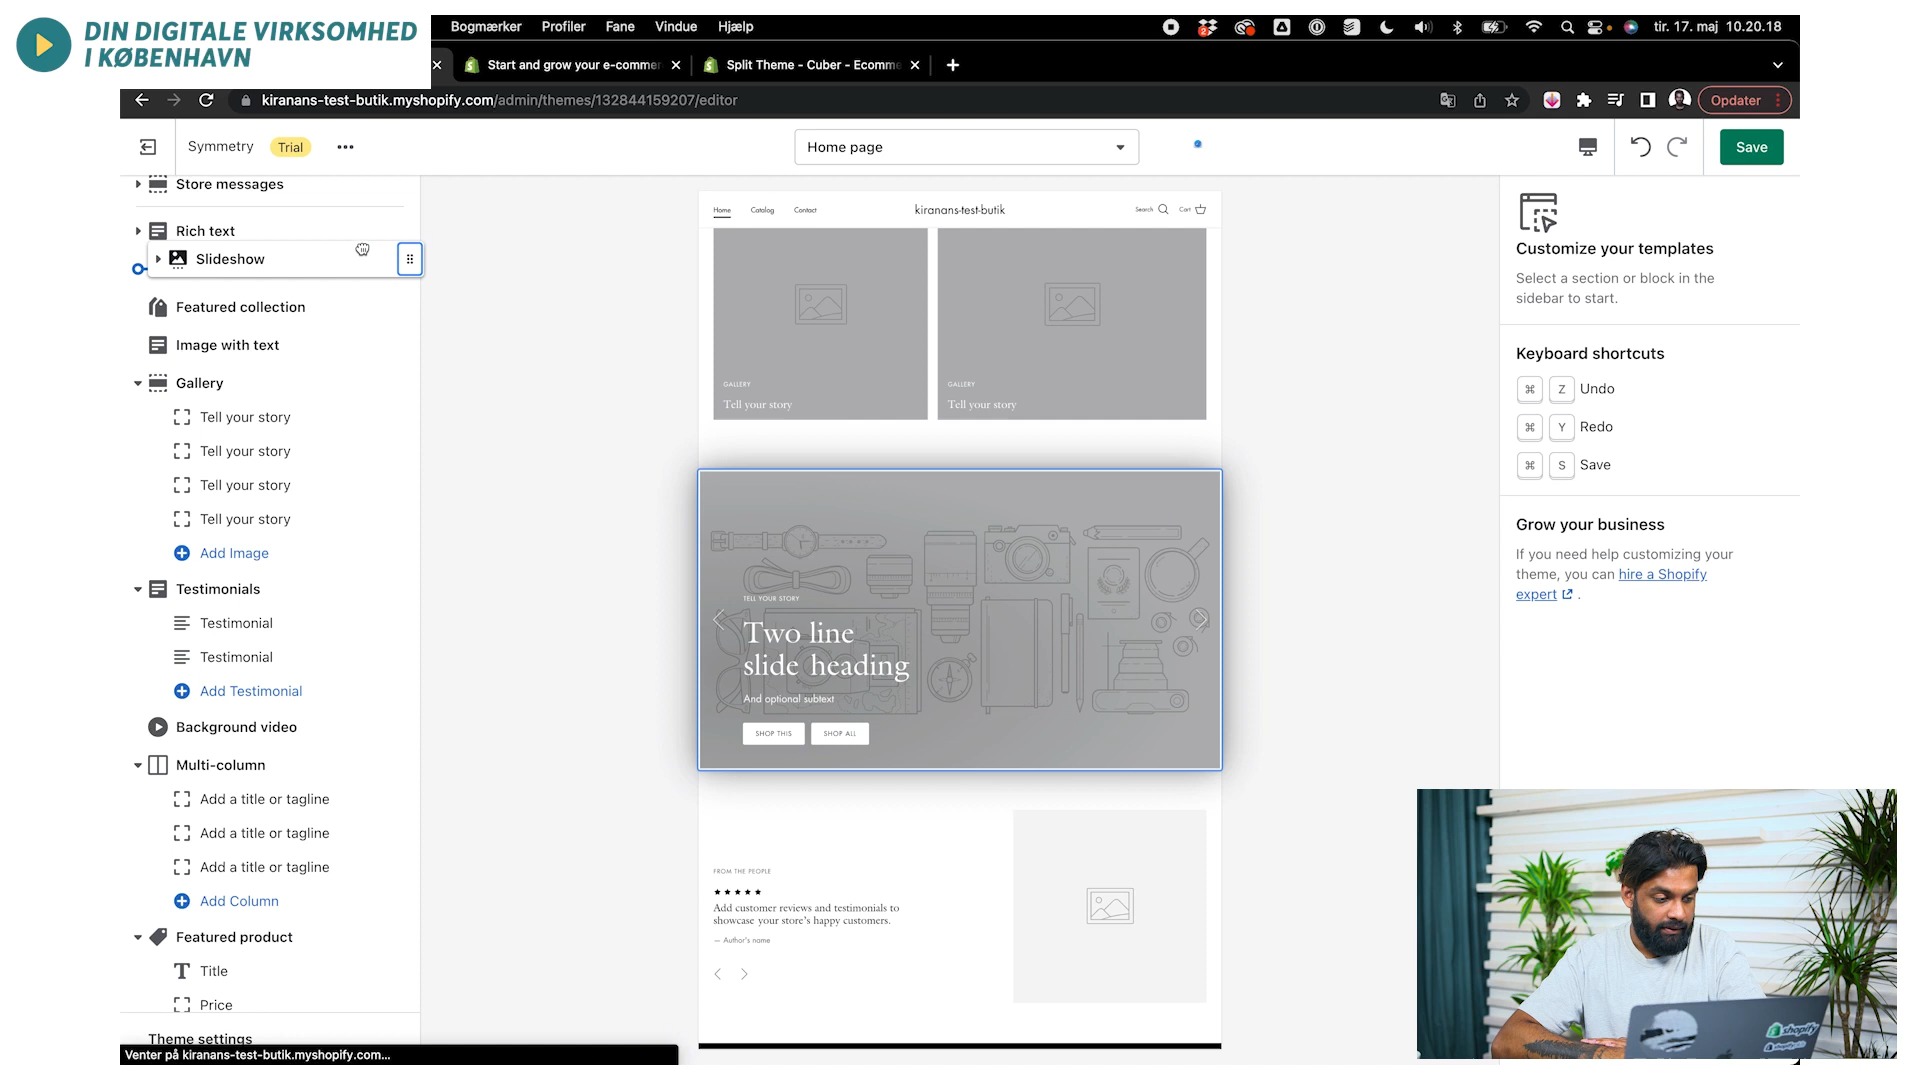 DIN DIGITALE VIRKSOMHED
I KØBENHAVN
Bogmærker Profiler Fane Vindue Hjælp
2
tir. 17. maj 10.20.18
Start and grow your e-commer
Split Theme - Cuber - Ecomme
kiranans-test-butik.myshopify.com/admin/themes/132844159207/editor
Opdater
Symmetry
Trial
Home page
Save
Store messages
Rich text
Slideshow
Featured collection
Image with text
Gallery
Tell your story
Tell your story
Tell your story
Tell your story
Add Image
Testimonials
Testimonial
Testimonial
Add Testimonial
Background video
Multi-column
Add a title or tagline
Add a title or tagline
Add a title or tagline
Add Column
Featured product
Title
Price
Theme settings
Venter på kiranans-test-butik.myshopify.com...
Home Catalog Contact
kiranans-test-butik
Search Cart
GALLERY
Tell your story
GALLERY
Tell your story
TELL YOUR STORY
Two line
slide heading
And optional subtext
SHOP THIS
SHOP ALL
FROM THE PEOPLE
Add customer reviews and testimonials to
showcase your store's happy customers.
— Author's name
Customize your templates
Select a section or block in the
sidebar to start.
Keyboard shortcuts
⌘ Z Undo
⌘ Y Redo
⌘ S Save
Grow your business
If you need help customizing your
theme, you can hire a Shopify
expert .
shopify